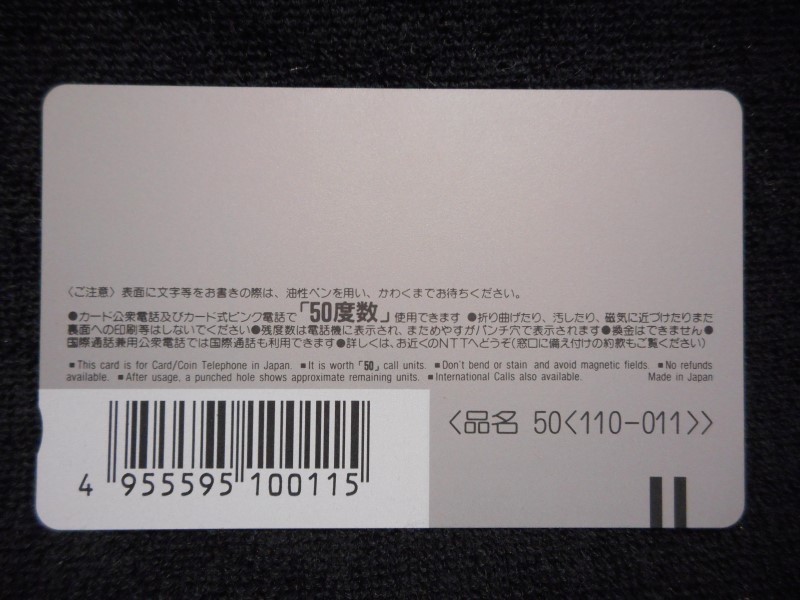 〈ご注意〉表面に文字等をお書きの際は、油性ペンを用い、かわくまでお待ちください。
●カード公衆電話及びカード式ピンク電話で「50度数」使用できます ●折り曲げたり、汚したり、磁気に近づけたりまた
裏面への印刷等はしないでください●残度数は電話機に表示され、まためやすがパンチ穴で表示されます●換金はできません●
国際通話兼用公衆電話では国際通話も利用できます●詳しくは、お近くのNTTへどうぞ(窓口に備え付けの約款もご覧ください)
■This card is for Card/Coin Telephone in Japan. ■It is worth「50」call units. ■Don't bend or stain and avoid magnetic fields. ■No refunds
available. ■After usage, a punched hole shows approximate remaining units. ■International Calls also available. Made in Japan
〈品名 50〈110-011〉〉
4 955595 100115